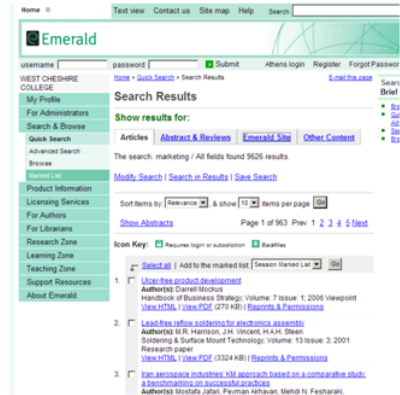 Home
Text view Contact us Site map Help Search
Emerald
username password Submit Athens login Register Forgot Passwor
WEST CHESHIRE
COLLEGE
My Profile
For Administrators
Search & Browse
Quick Search
Advanced Search
Browse
Marked List
Product Information
Licensing Services
For Authors
For Librarians
Research Zone
Learning Zone
Teaching Zone
Support Resources
About Emerald
Home > Quick Search > Search Results
E-mail this page
Search Results
Show results for:
Articles Abstract & Reviews Emerald Site Other Content
The search: marketing / All fields found 9626 results.
Modify Search | Search in Results | Save Search
Sort Items by: Relevance , & show 10 items per page Go
Show Abstracts Page 1 of 963 Prev 1 2 3 4 5 Next
Icon Key: Requires login or subscription Backfiles
Select all | Add to the marked list: Session Marked List Go
1. Ulcer-free product development
Author(s): Darrell Mockus
Handbook of Business Strategy; Volume: 7 Issue: 1; 2006 Viewpoint
View HTML | View PDF (270 KB) | Reprints & Permissions
2. Lead-free reflow soldering for electronics assembly
Author(s): M.R. Harrison, J.H. Vincent, H.A.H. Steen
Soldering & Surface Mount Technology; Volume: 13 Issue: 3; 2001
Research paper
View HTML | View PDF (3324 KB) | Reprints & Permissions
3. Iran aerospace industries' KM approach based on a comparative study:
a benchmarking on successful practices
Author(s): Mostafa Jafari, Peyman Akhavan, Mehdi N. Fesharaki,
Searc
Brief